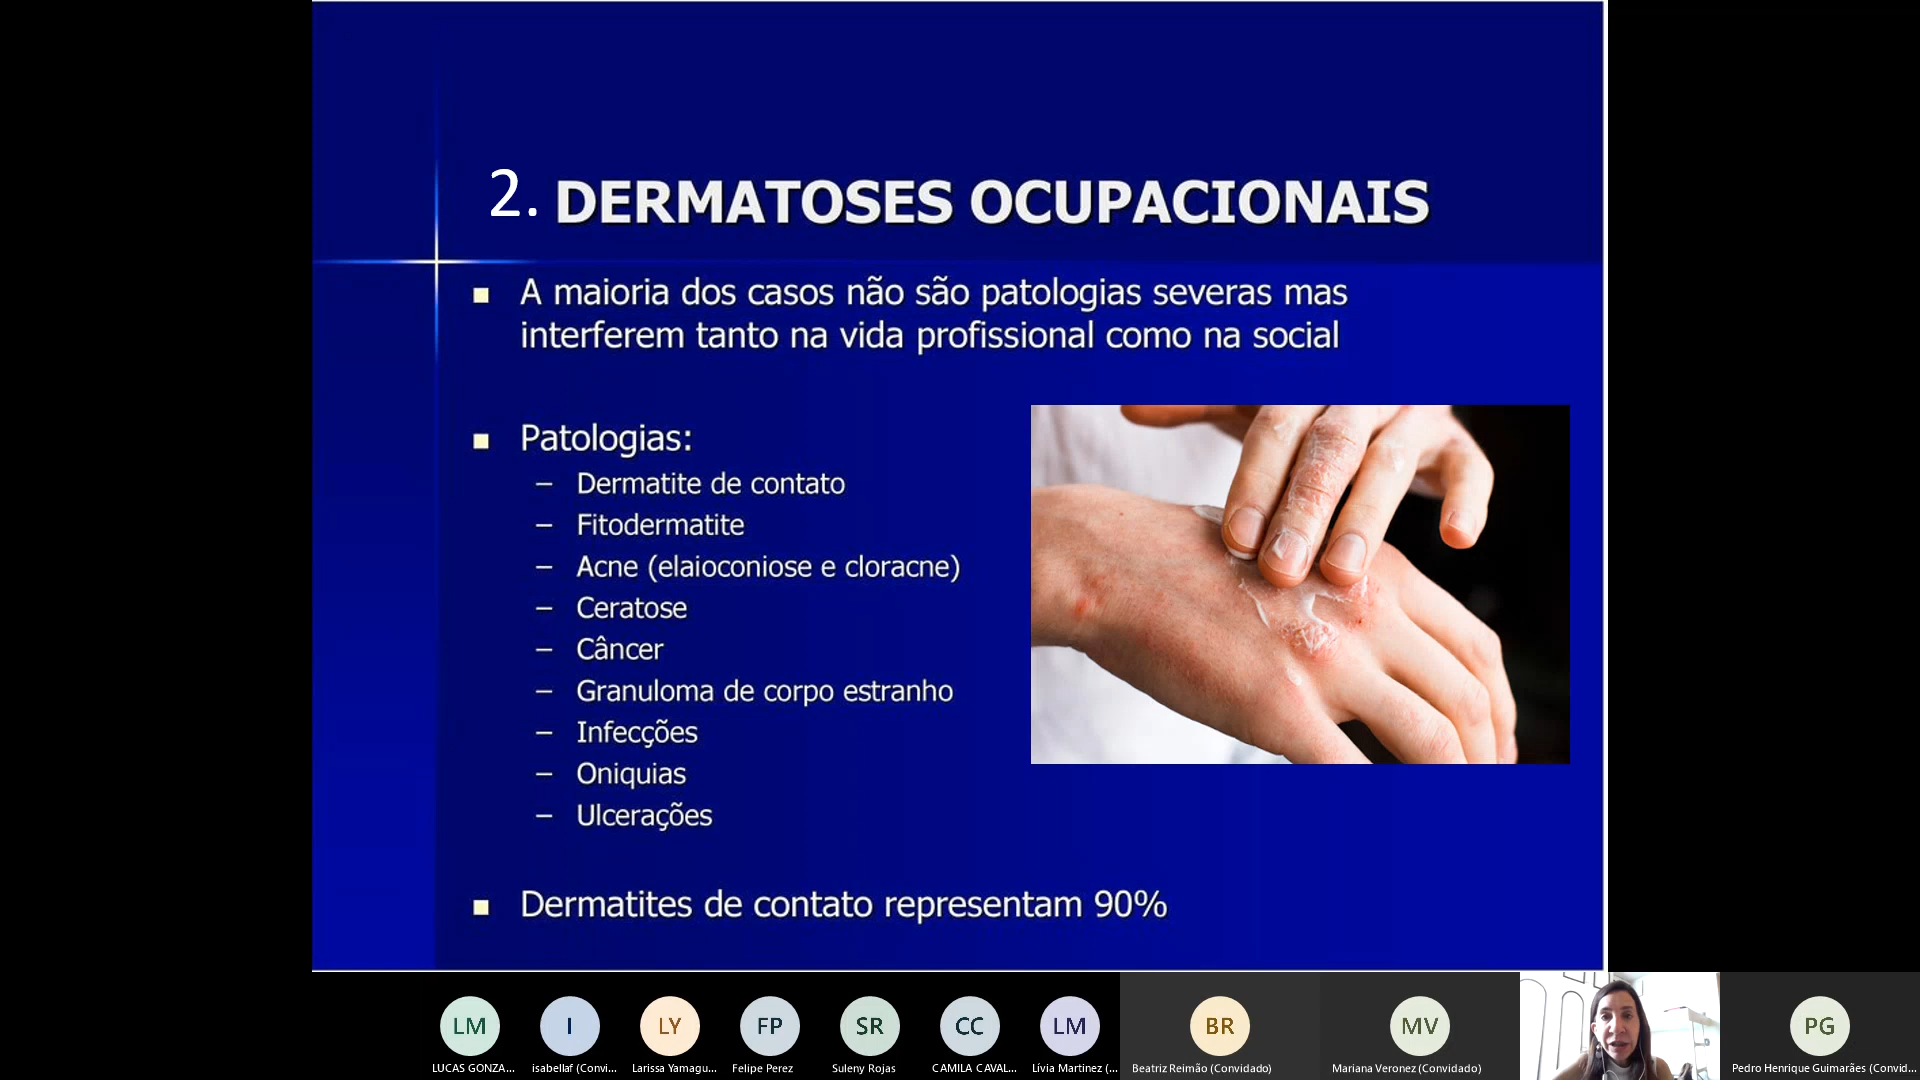 2. DERMATOSES OCUPACIONAIS
A maioria dos casos não são patologias severas mas
interferem tanto na vida profissional como na social
Patologias:
– Dermatite de contato
– Fitodermatite
– Acne (elaioconiose e cloracne)
– Ceratose
– Câncer
– Granuloma de corpo estranho
– Infecções
– Oniquias
– Ulcerações
Dermatites de contato representam 90%
LM
I
LY
FP
SR
CC
LM
BR
MV
PG
LUCAS GONZA...
isabellaf (Convi...
Larissa Yamagu...
Felipe Perez
Suleny Rojas
CAMILA CAVAL...
Lívia Martinez (...
Beatriz Reimão (Convidado)
Mariana Veronez (Convidado)
Pedro Henrique Guimarães (Convid...